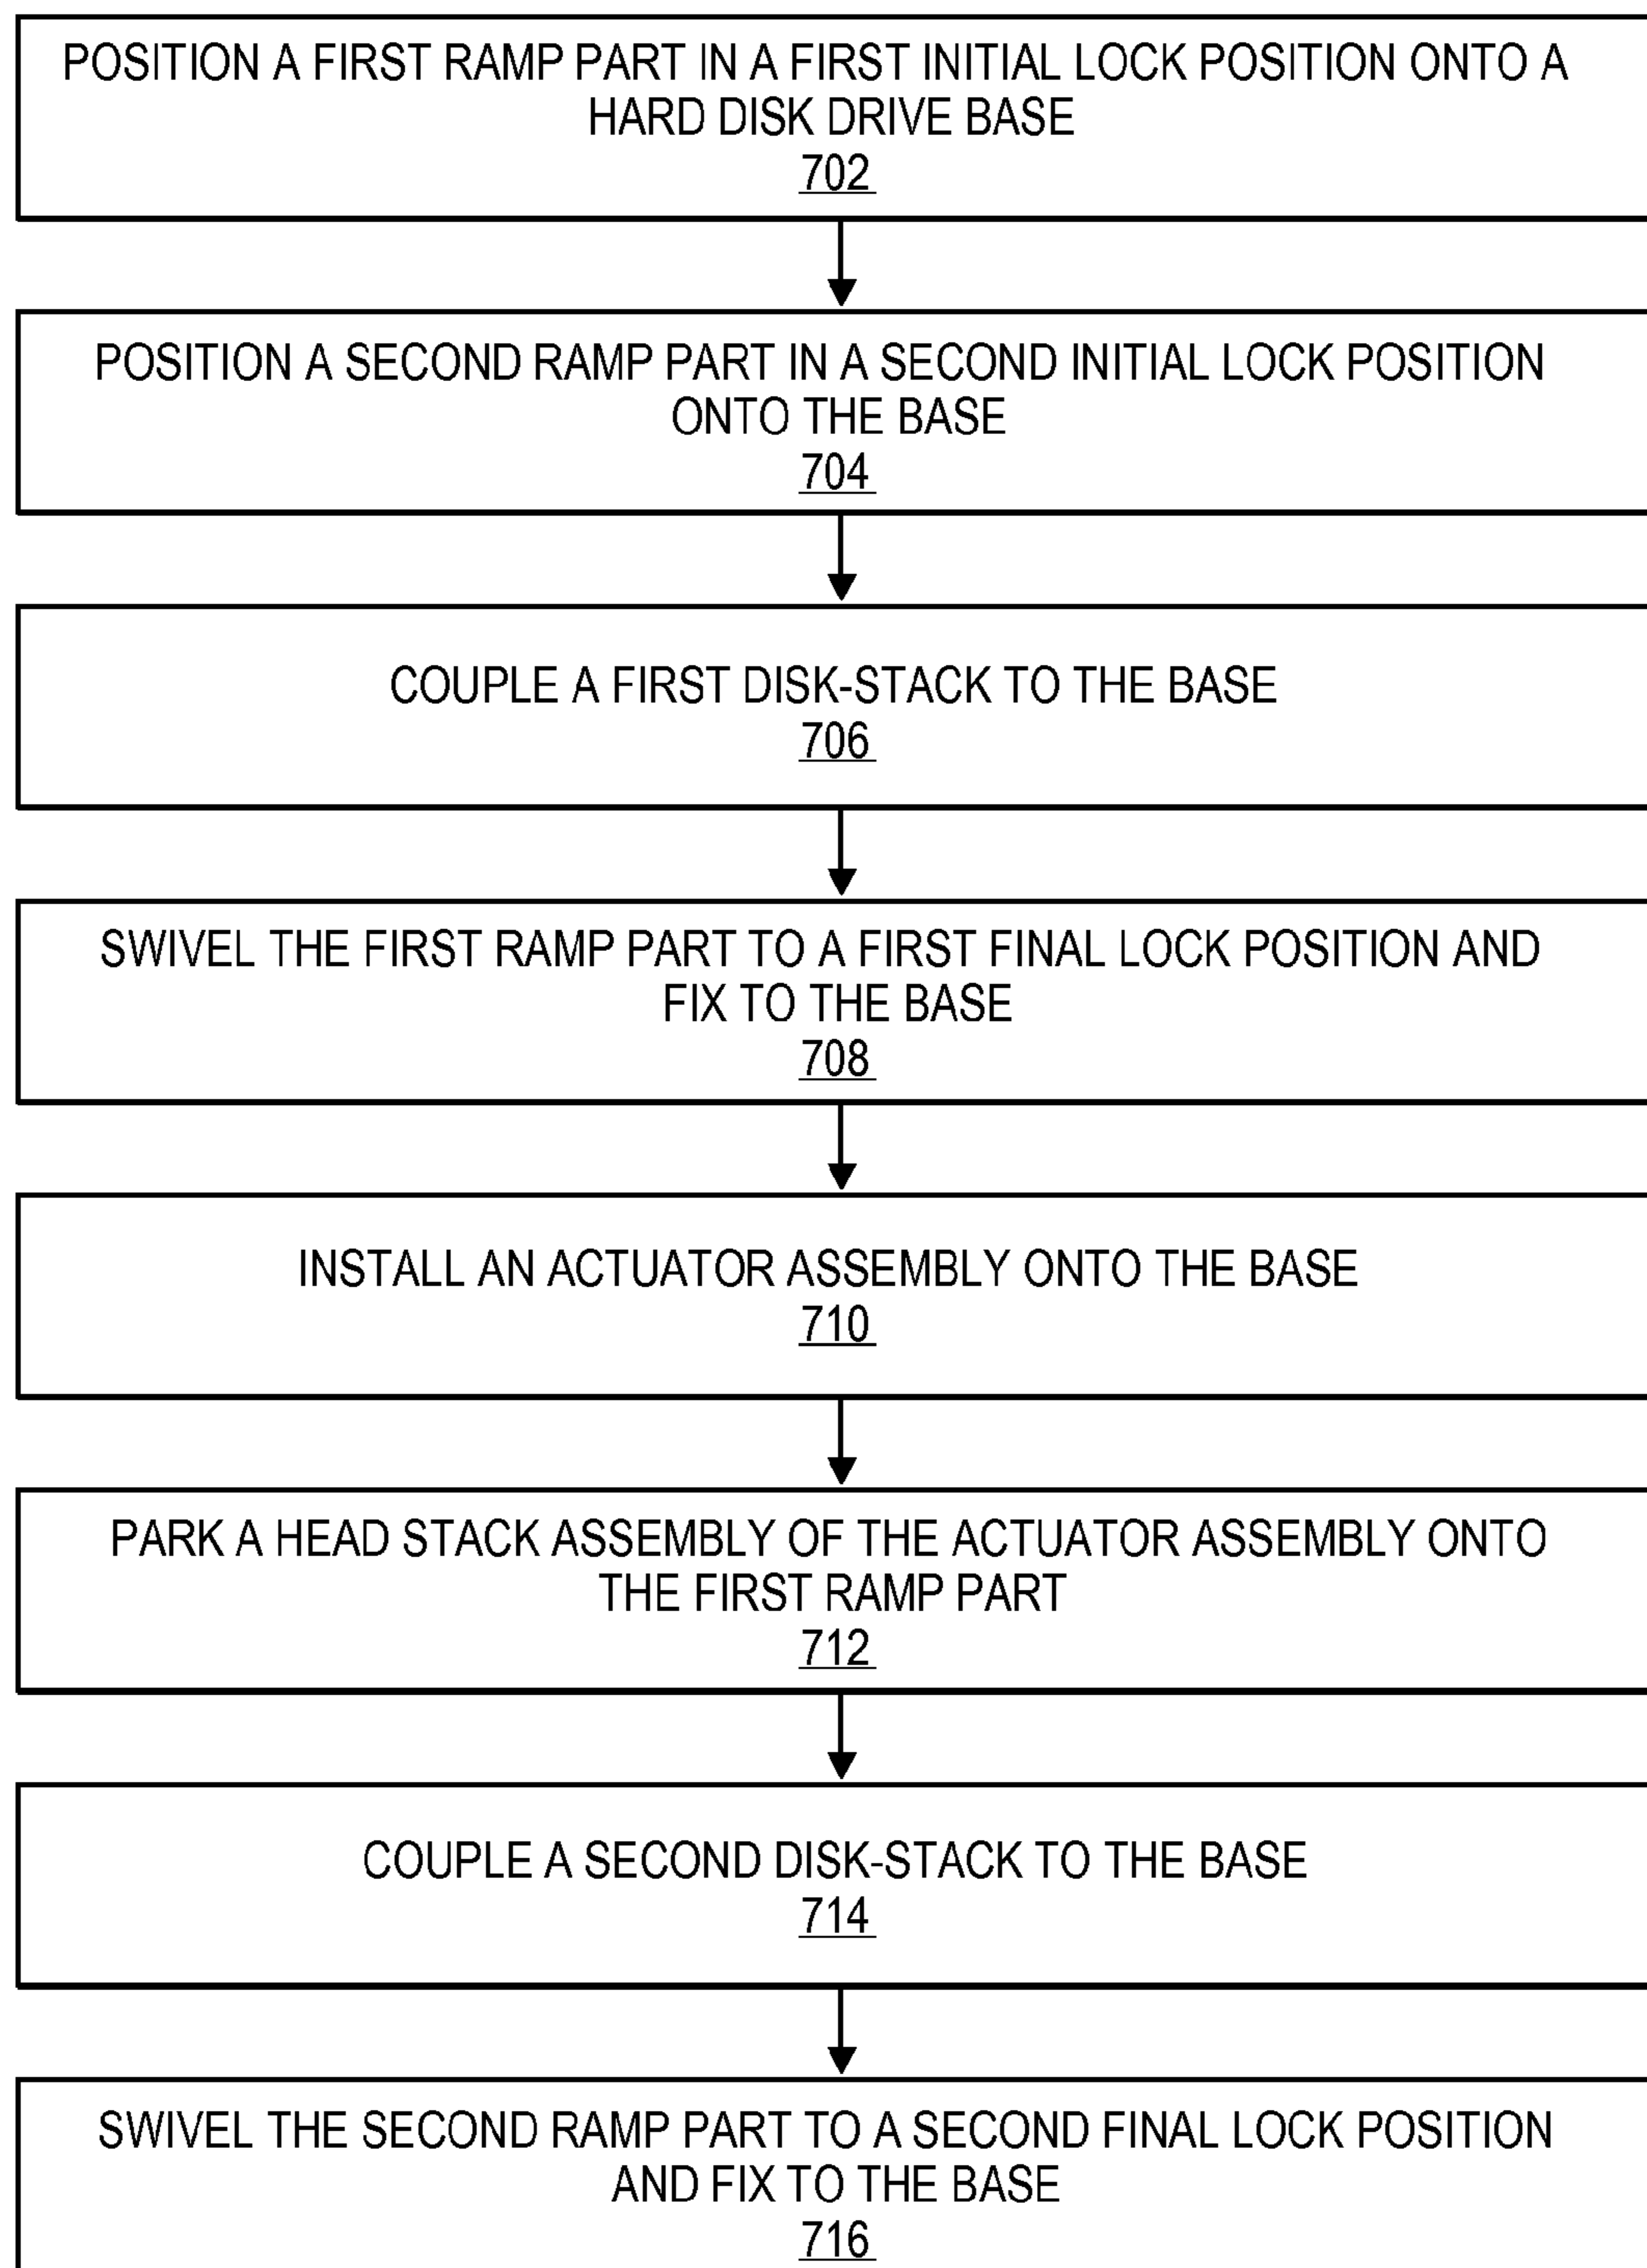 POSITION A FIRST RAMP PART IN A FIRST INITIAL LOCK POSITION ONTO A
HARD DISK DRIVE BASE
702
POSITION A SECOND RAMP PART IN A SECOND INITIAL LOCK POSITION
ONTO THE BASE
704
COUPLE A FIRST DISK-STACK TO THE BASE
706
SWIVEL THE FIRST RAMP PART TO A FIRST FINAL LOCK POSITION AND
FIX TO THE BASE
708
INSTALL AN ACTUATOR ASSEMBLY ONTO THE BASE
710
PARK A HEAD STACK ASSEMBLY OF THE ACTUATOR ASSEMBLY ONTO
THE FIRST RAMP PART
712
COUPLE A SECOND DISK-STACK TO THE BASE
714
SWIVEL THE SECOND RAMP PART TO A SECOND FINAL LOCK POSITION
AND FIX TO THE BASE
716